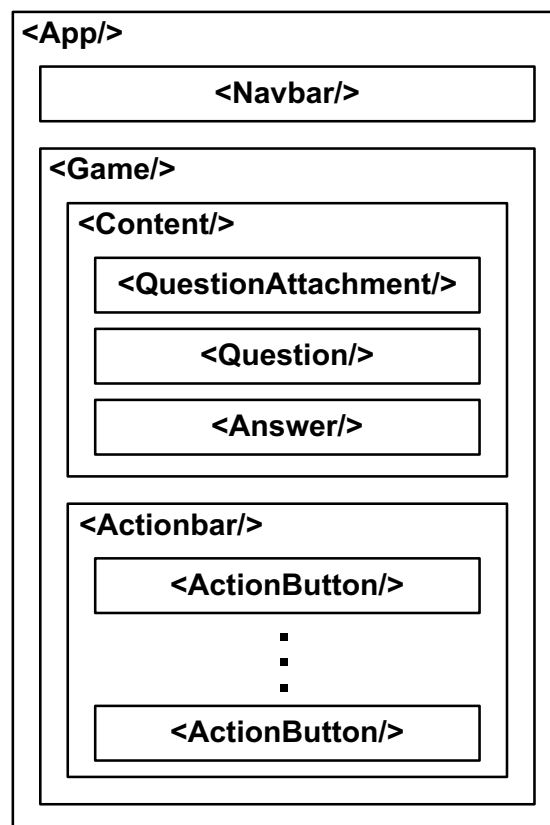 <App/>
<Navbar/>
<Game/>
<Content/>
<QuestionAttachment/>
<Question/>
<Answer/>
<Actionbar/>
<ActionButton/>
<ActionButton/>